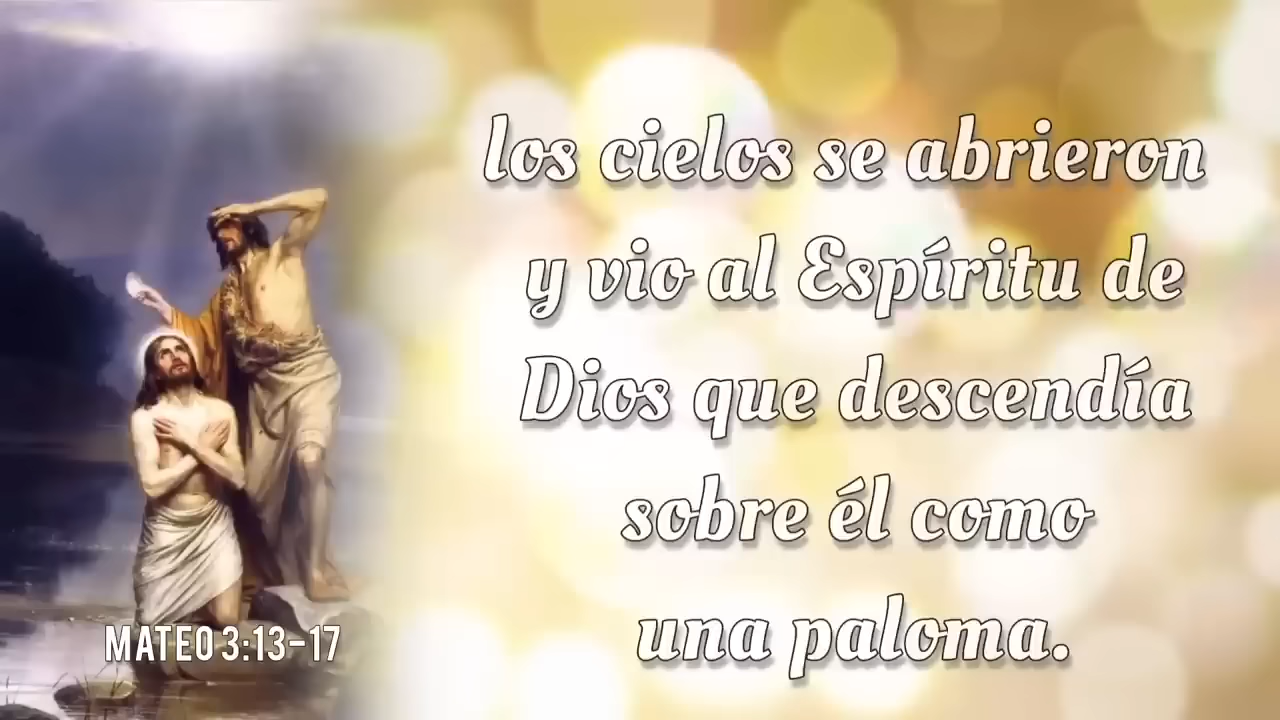 los cielos se abrieron
y vio al Espíritu de
Dios que descendía
sobre él como
una paloma.
MATEO 3:13-17